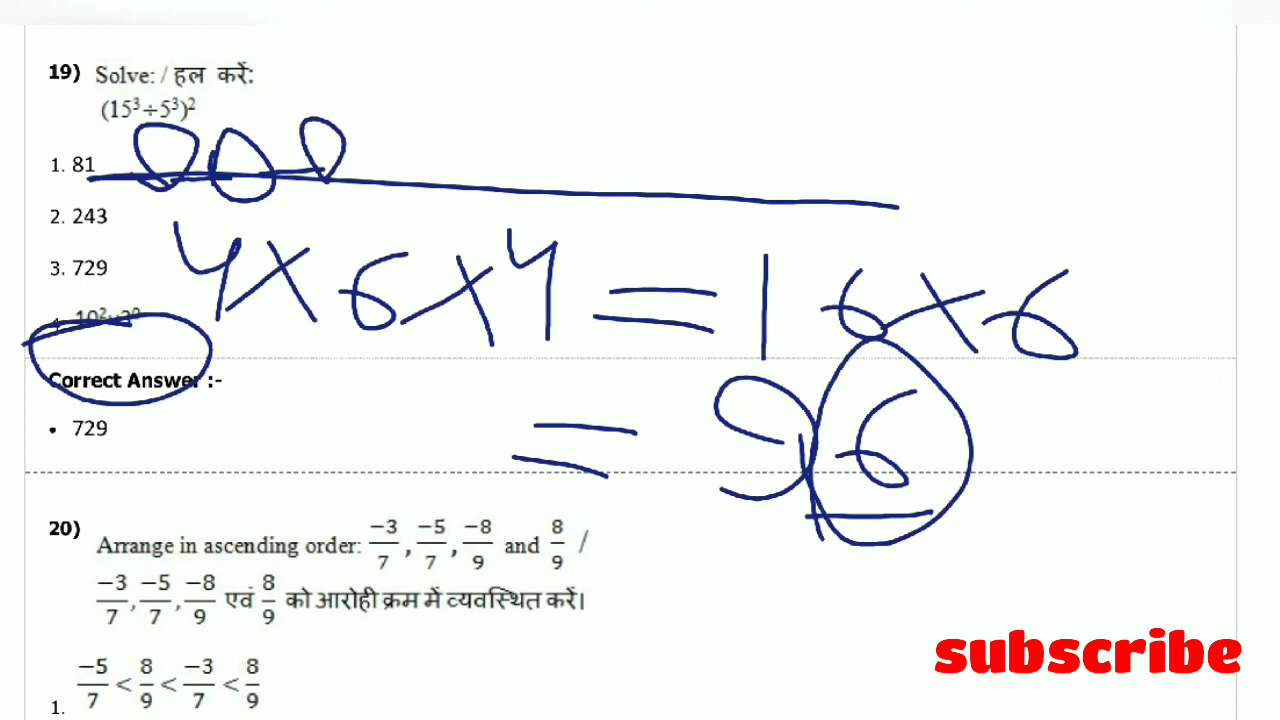 19) Solve: / हल करें:
(15³÷5³)²
1. 81
2. 243
4 x 6 x 4 = 16 x 6
3. 729
4. 10² x 2⁰
Correct Answer :-
= 96
• 729
20) Arrange in ascending order: -3/7, -5/7, -8/9 and 8/9 /
-3/7, -5/7, -8/9 एवं 8/9 को आरोही क्रम में व्यवस्थित करें।
subscribe
1. -5/7 < 8/9 < -3/7 < 8/9